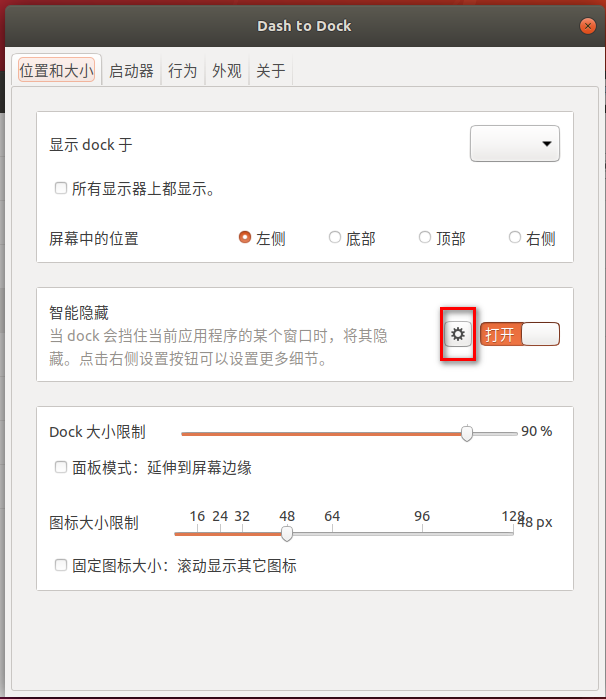 Dash to Dock
位置和大小 启动器 行为 外观 关于
显示 dock 于
所有显示器上都显示。
屏幕中的位置 左侧 底部 顶部 右侧
智能隐藏
当 dock 会挡住当前应用程序的某个窗口时，将其隐
藏。点击右侧设置按钮可以设置更多细节。
打开
Dock 大小限制 90 %
面板模式：延伸到屏幕边缘
16 24 32 48 64 96 128
图标大小限制 48 px
固定图标大小：滚动显示其它图标